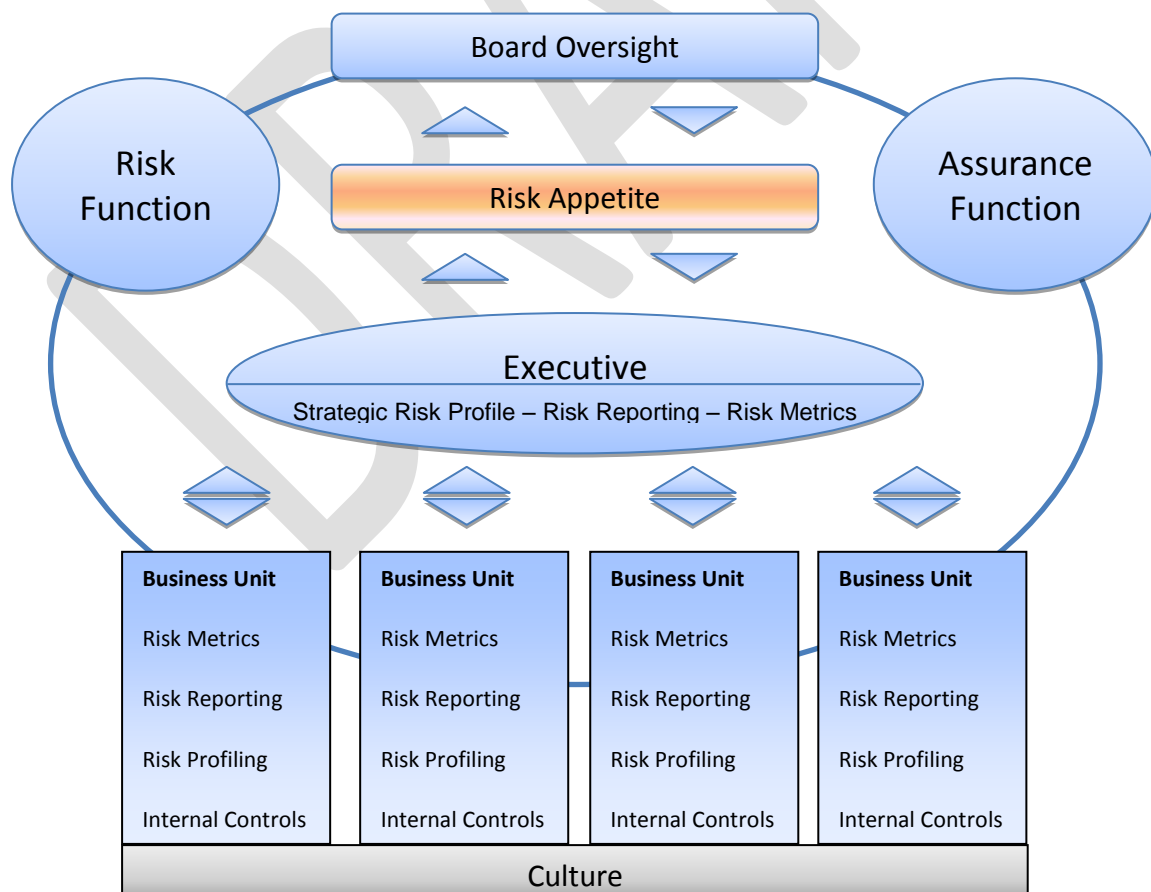 Board Oversight
Risk
Function
Assurance
Function
Risk Appetite
Executive
Strategic Risk Profile – Risk Reporting – Risk Metrics
Business Unit
Risk Metrics
Risk Reporting
Risk Profiling
Internal Controls
Business Unit
Risk Metrics
Risk Reporting
Risk Profiling
Internal Controls
Business Unit
Risk Metrics
Risk Reporting
Risk Profiling
Internal Controls
Business Unit
Risk Metrics
Risk Reporting
Risk Profiling
Internal Controls
Culture